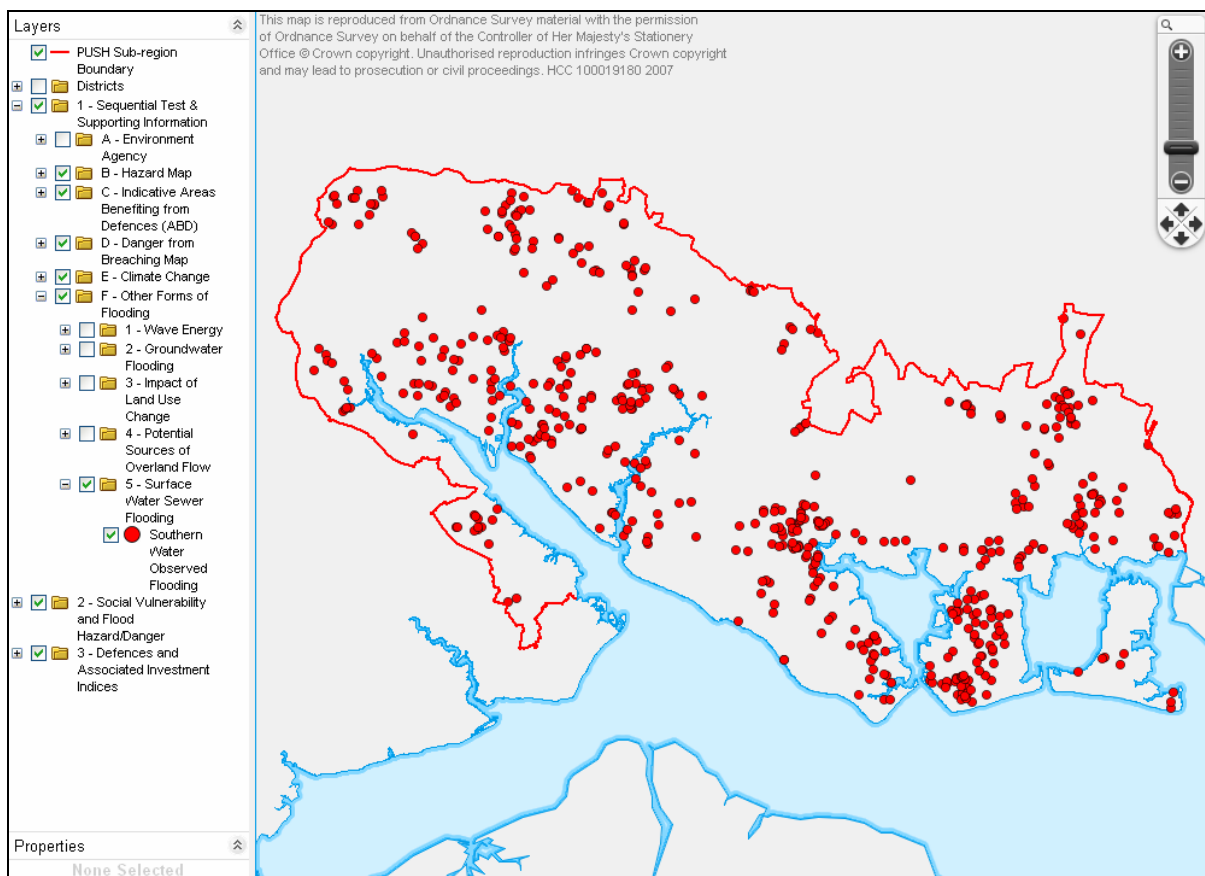 Layers
PUSH Sub-region
Boundary
Districts
1 - Sequential Test &
Supporting Information
A - Environment
Agency
B - Hazard Map
C - Indicative Areas
Benefiting from
Defences (ABD)
D - Danger from
Breaching Map
E - Climate Change
F - Other Forms of
Flooding
1 - Wave Energy
2 - Groundwater
Flooding
3 - Impact of
Land Use
Change
4 - Potential
Sources of
Overland Flow
5 - Surface
Water Sewer
Flooding
Southern
Water
Observed
Flooding
2 - Social Vulnerability
and Flood
Hazard/Danger
3 - Defences and
Associated Investment
Indices
Properties
None Selected
This map is reproduced from Ordnance Survey material with the permission
of Ordnance Survey on behalf of the Controller of Her Majesty's Stationery
Office © Crown copyright. Unauthorised reproduction infringes Crown copyright
and may lead to prosecution or civil proceedings. HCC 100019180 2007